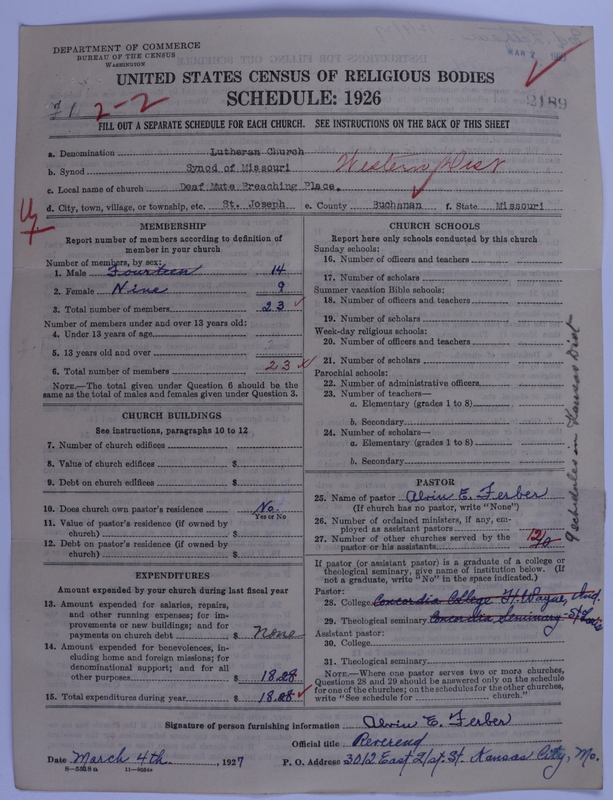 DEPARTMENT OF COMMERCE
BUREAU OF THE CENSUS
WASHINGTON
MAR 2
UNITED STATES CENSUS OF RELIGIOUS BODIES
SCHEDULE: 1926
2-2
2189
FILL OUT A SEPARATE SCHEDULE FOR EACH CHURCH. SEE INSTRUCTIONS ON THE BACK OF THIS SHEET
a. Denomination Lutheran Church
b. Synod Synod of Missouri Western Dist
c. Local name of church Deaf Mute Preaching Place.
d. City, town, village, or township, etc. St. Joseph e. County Buchanan f. State Missouri
MEMBERSHIP
Report number of members according to definition of
member in your church
Number of members, by sex:
1. Male Fourteen 14
2. Female Nine 9
3. Total number of members 23
Number of members under and over 13 years old:
4. Under 13 years of age
5. 13 years old and over
6. Total number of members 23
NOTE.—The total given under Question 6 should be the
same as the total of males and females given under Question 3.
CHURCH BUILDINGS
See instructions, paragraphs 10 to 12
7. Number of church edifices
8. Value of church edifices $
9. Debt on church edifices $
10. Does church own pastor's residence No.
Yes or No
11. Value of pastor's residence (if owned by
church) $
12. Debt on pastor's residence (if owned by
church) $
EXPENDITURES
Amount expended by your church during last fiscal year
13. Amount expended for salaries, repairs,
and other running expenses; for im-
provements or new buildings; and for
payments on church debt $ None
14. Amount expended for benevolences, in-
cluding home and foreign missions; for
denominational support; and for all
other purposes $ 18.28
15. Total expenditures during year $ 18.28
CHURCH SCHOOLS
Report here only schools conducted by this church
Sunday schools:
16. Number of officers and teachers
17. Number of scholars
Summer vacation Bible schools:
18. Number of officers and teachers
19. Number of scholars
Week-day religious schools:
20. Number of officers and teachers
21. Number of scholars
Parochial schools:
22. Number of administrative officers
23. Number of teachers—
a. Elementary (grades 1 to 8)
b. Secondary
24. Number of scholars—
a. Elementary (grades 1 to 8)
b. Secondary
9 schedules in Kansas Dist
PASTOR
25. Name of pastor Alvin E. Ferber
(If church has no pastor, write "None")
26. Number of ordained ministers, if any, em-
ployed as assistant pastors
27. Number of other churches served by the
pastor or his assistants 12
If pastor (or assistant pastor) is a graduate of a college or
theological seminary, give name of institution below. (If
not a graduate, write "No" in the space indicated.)
Pastor:
28. College Concordia College Ft. Wayne, Ind.
29. Theological seminary Concordia Seminary - St Louis
Assistant pastor:
30. College
31. Theological seminary
NOTE.—Where one pastor serves two or more churches,
Questions 28 and 29 should be answered only on the schedule
for one of the churches; on the schedules for the other churches,
write "See schedule for church."
Signature of person furnishing information Alvin E. Ferber
Official title Reverend
Date March 4th, 1927 P. O. Address 3012 East 21st. St. Kansas City, Mo.